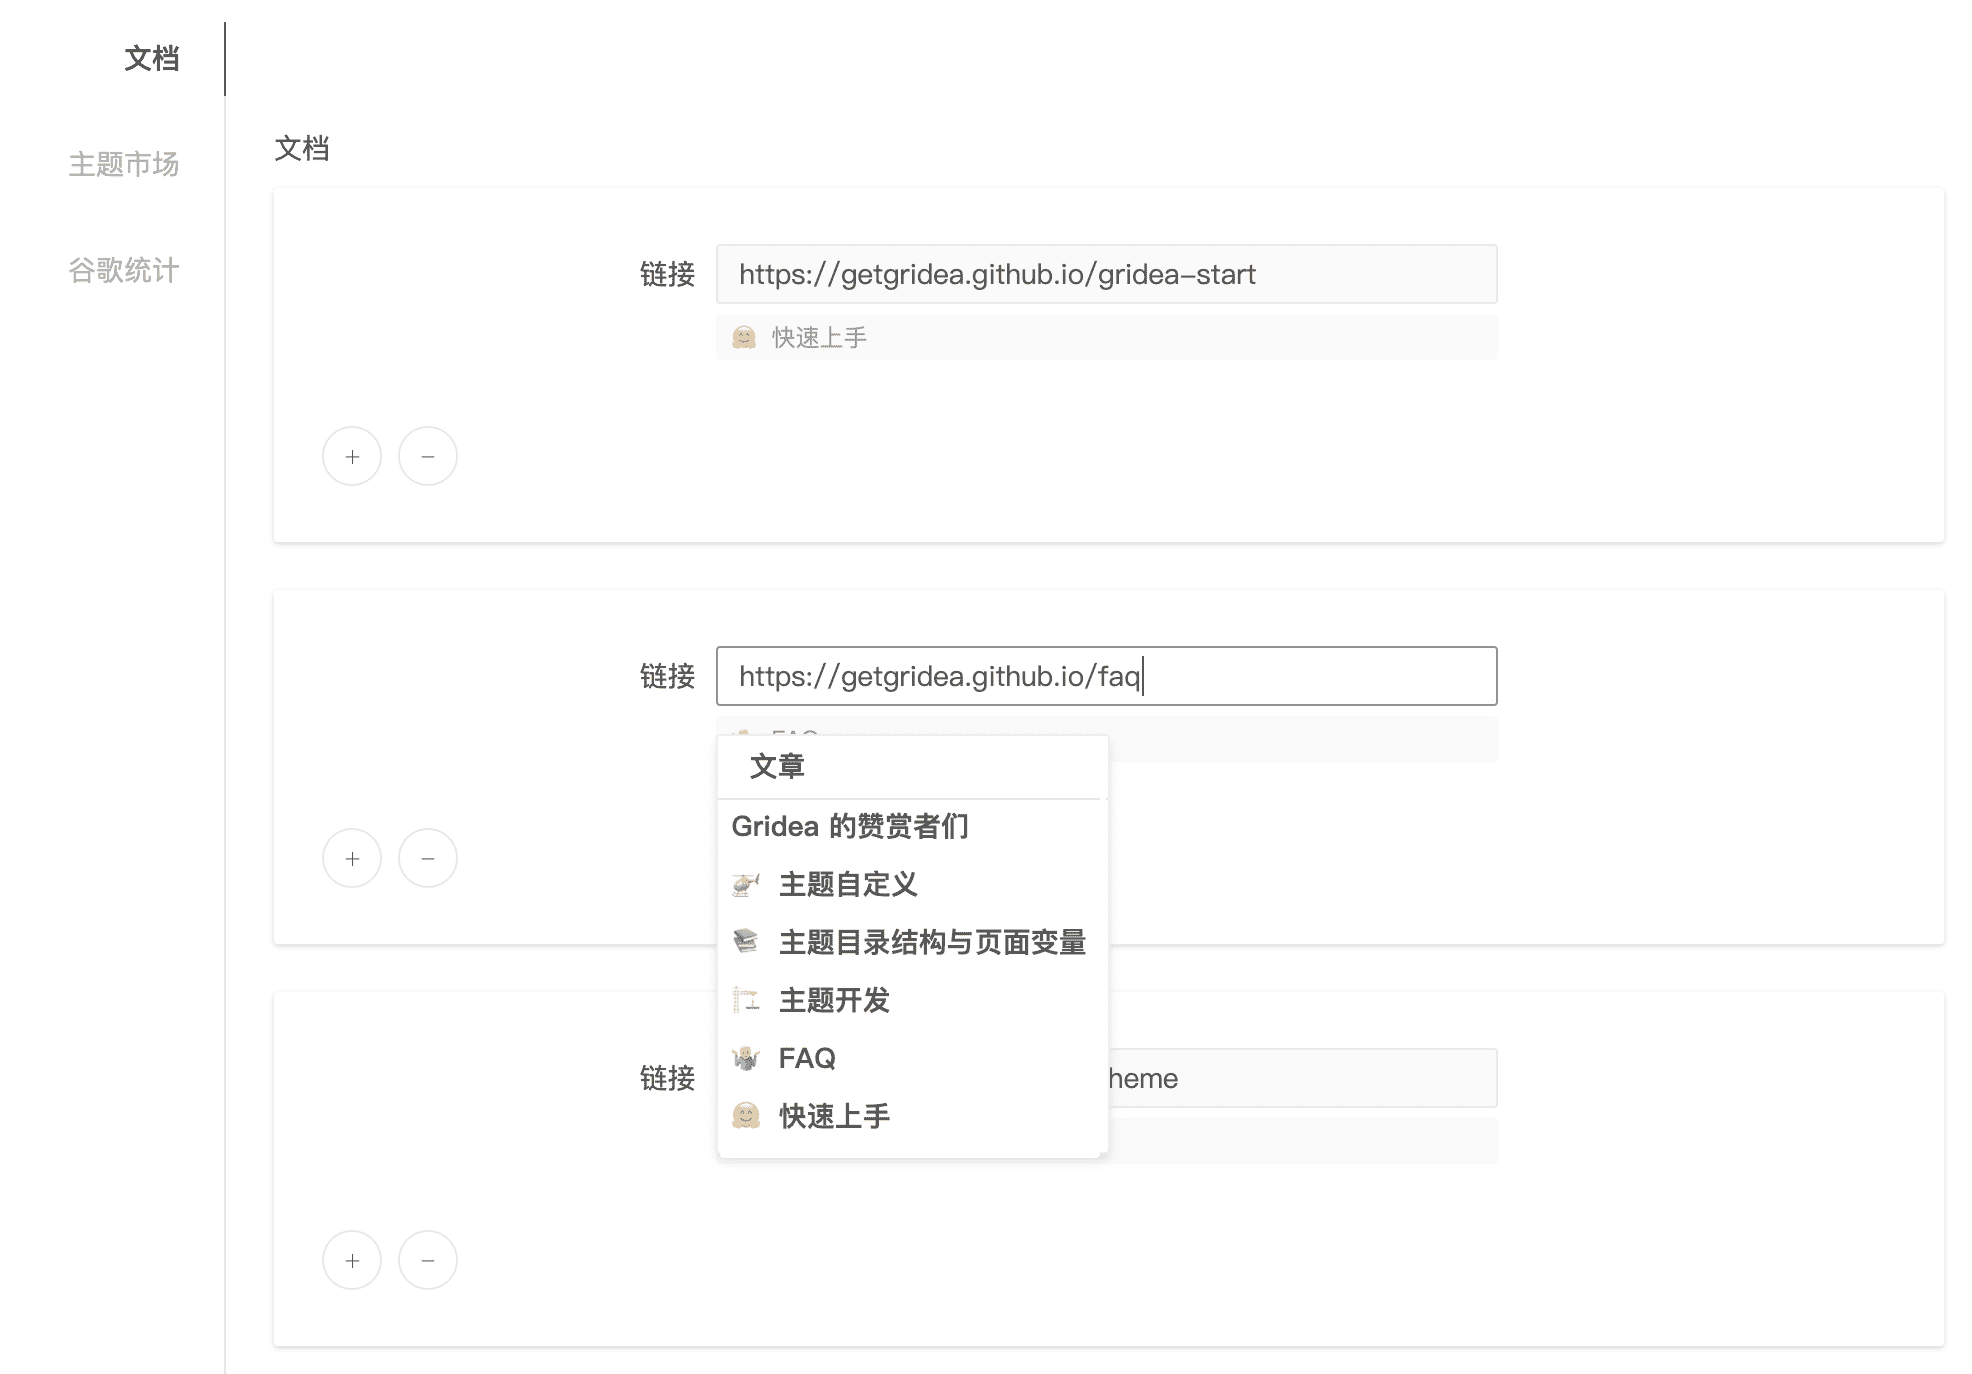 文档
主题市场
谷歌统计
文档
链接
https://getgridea.github.io/gridea-start
快速上手
+
−
链接
https://getgridea.github.io/faq
FAQ
文章
Gridea 的赞赏者们
主题自定义
主题目录结构与页面变量
主题开发
FAQ
快速上手
+
−
链接
heme
+
−